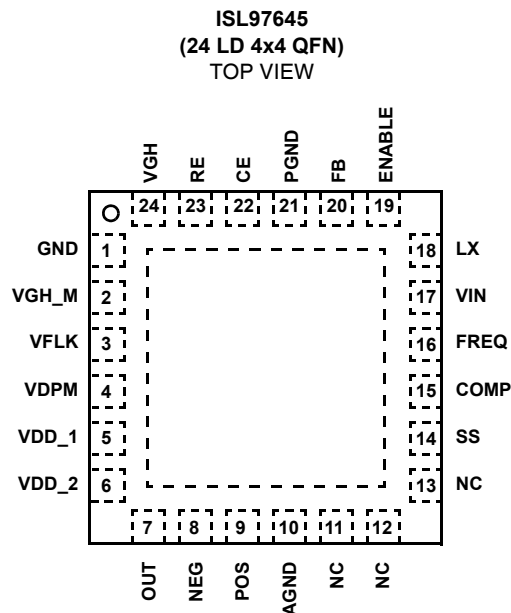 ISL97645
(24 LD 4x4 QFN)
TOP VIEW
VGH RE CE PGND FB ENABLE
24 23 22 21 20 19
GND 1 18 LX
VGH_M 2 17 VIN
VFLK 3 16 FREQ
VDPM 4 15 COMP
VDD_1 5 14 SS
VDD_2 6 13 NC
7 8 9 10 11 12
OUT NEG POS AGND NC NC